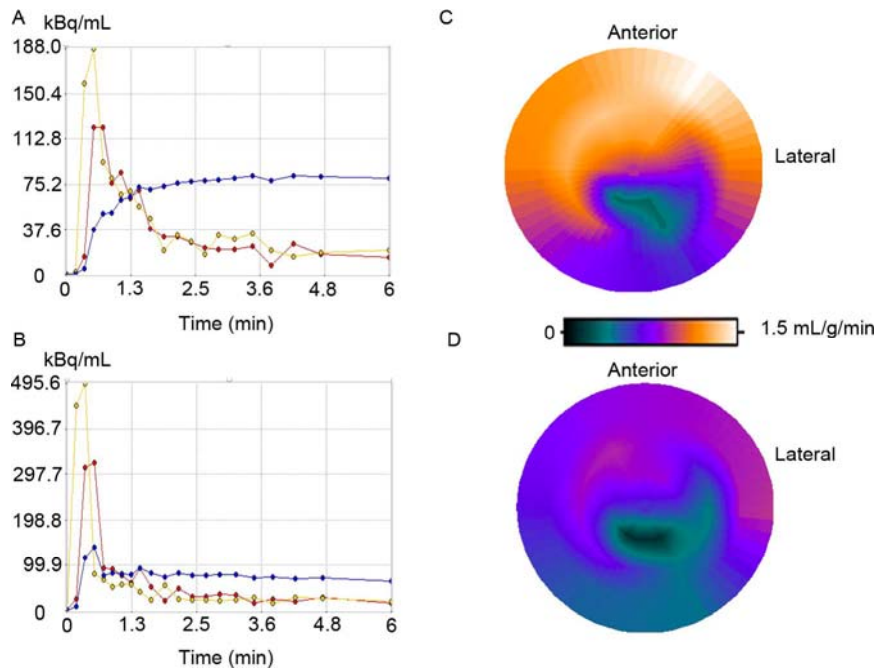 A
kBq/mL
188.0
150.4
112.8
75.2
37.6
0
0 1.3 2.5 3.6 4.8 6
Time (min)
B
kBq/mL
495.6
396.7
297.7
198.8
99.9
0
0 1.3 2.5 3.6 4.8 6
Time (min)
C
Anterior
Lateral
0 1.5 mL/g/min
D
Anterior
Lateral